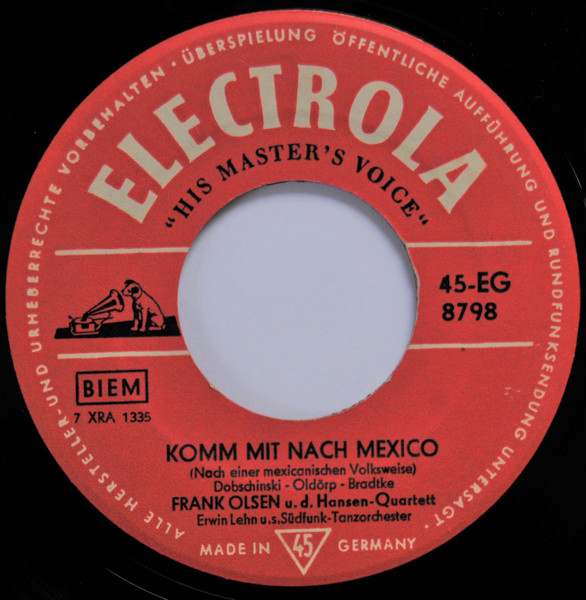 ALLE HERSTELLER- UND URHEBERRECHTE VORBEHALTEN · ÜBERSPIELUNG ÖFFENTLICHE AUFFÜHRUNG UND RUNDFUNKSENDUNG UNTERSAGT ·
ELECTROLA
"HIS MASTER'S VOICE"
45-EG
8798
BIEM
7 XRA 1335
KOMM MIT NACH MEXICO
(Nach einer mexicanischen Volksweise)
Dobschinski - Oldörp - Bradtke
FRANK OLSEN u. d. Hansen-Quartett
Erwin Lehn u.s. Südfunk-Tanzorchester
MADE IN 45 GERMANY